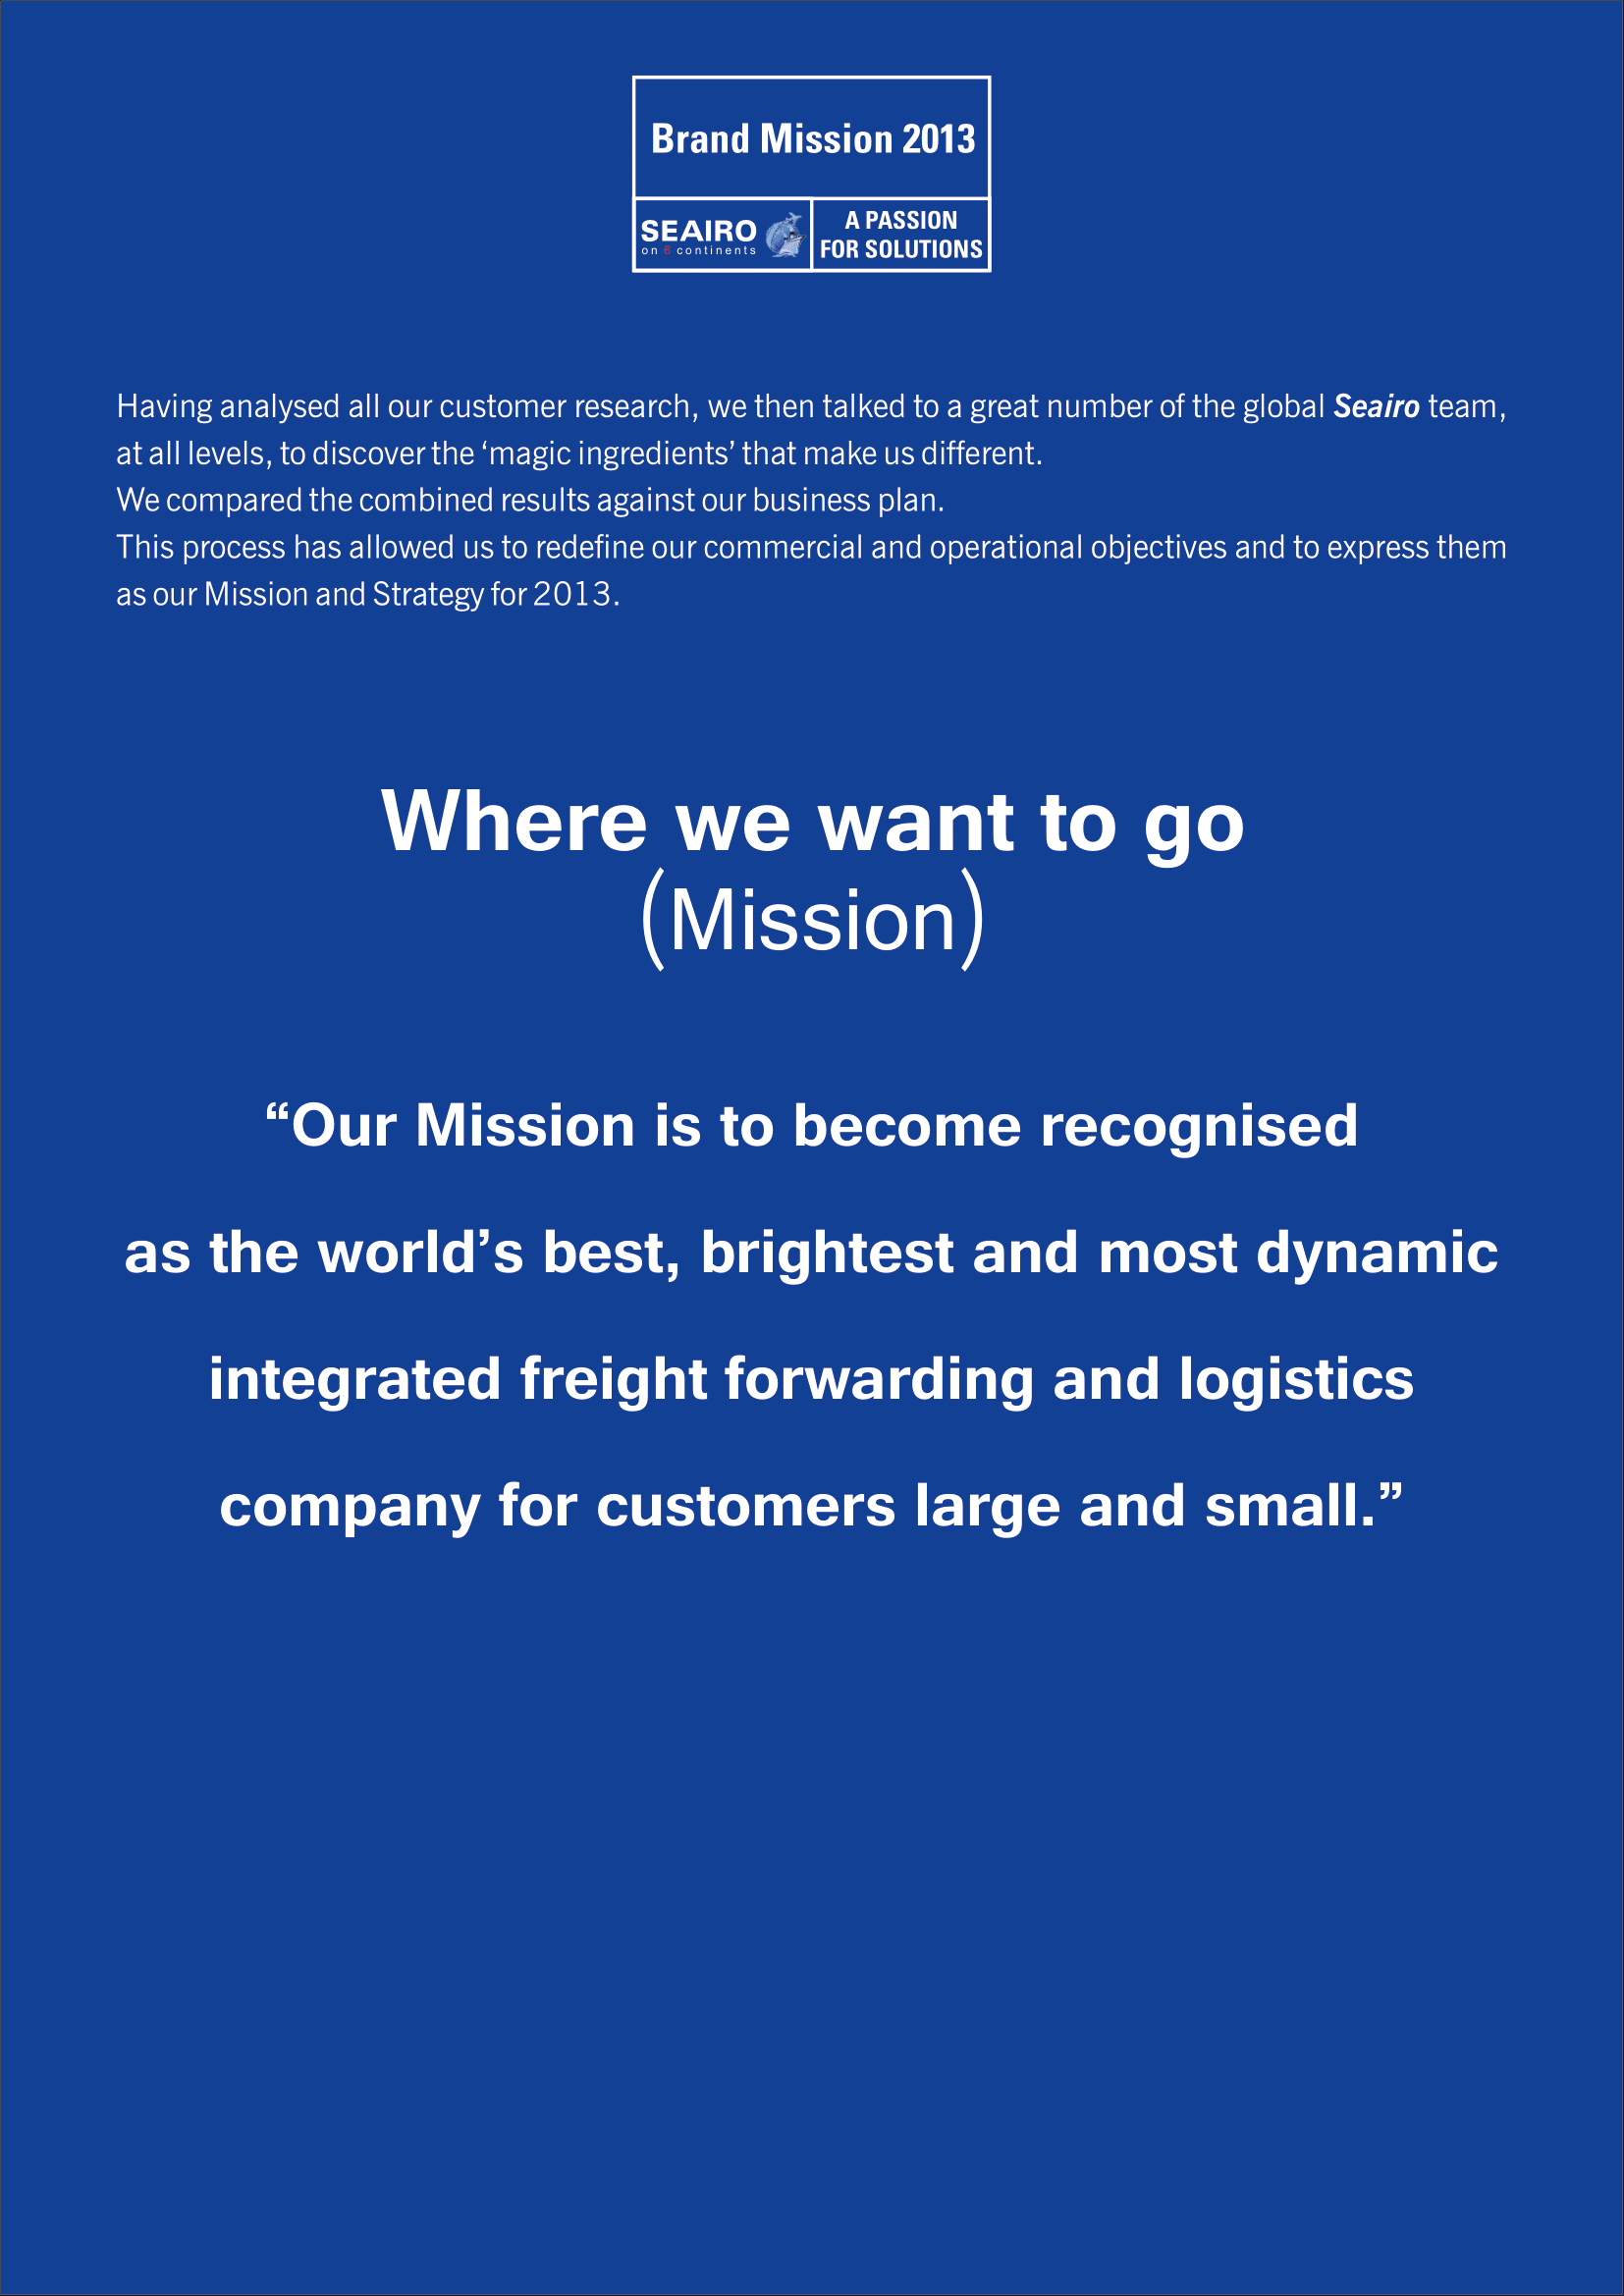 Brand Mission 2013
SEAIRO
on 6 continents
A PASSION
FOR SOLUTIONS
Having analysed all our customer research, we then talked to a great number of the global Seairo team,
at all levels, to discover the ‘magic ingredients’ that make us different.
We compared the combined results against our business plan.
This process has allowed us to redefine our commercial and operational objectives and to express them
as our Mission and Strategy for 2013.
Where we want to go
(Mission)
“Our Mission is to become recognised
as the world’s best, brightest and most dynamic
integrated freight forwarding and logistics
company for customers large and small.”